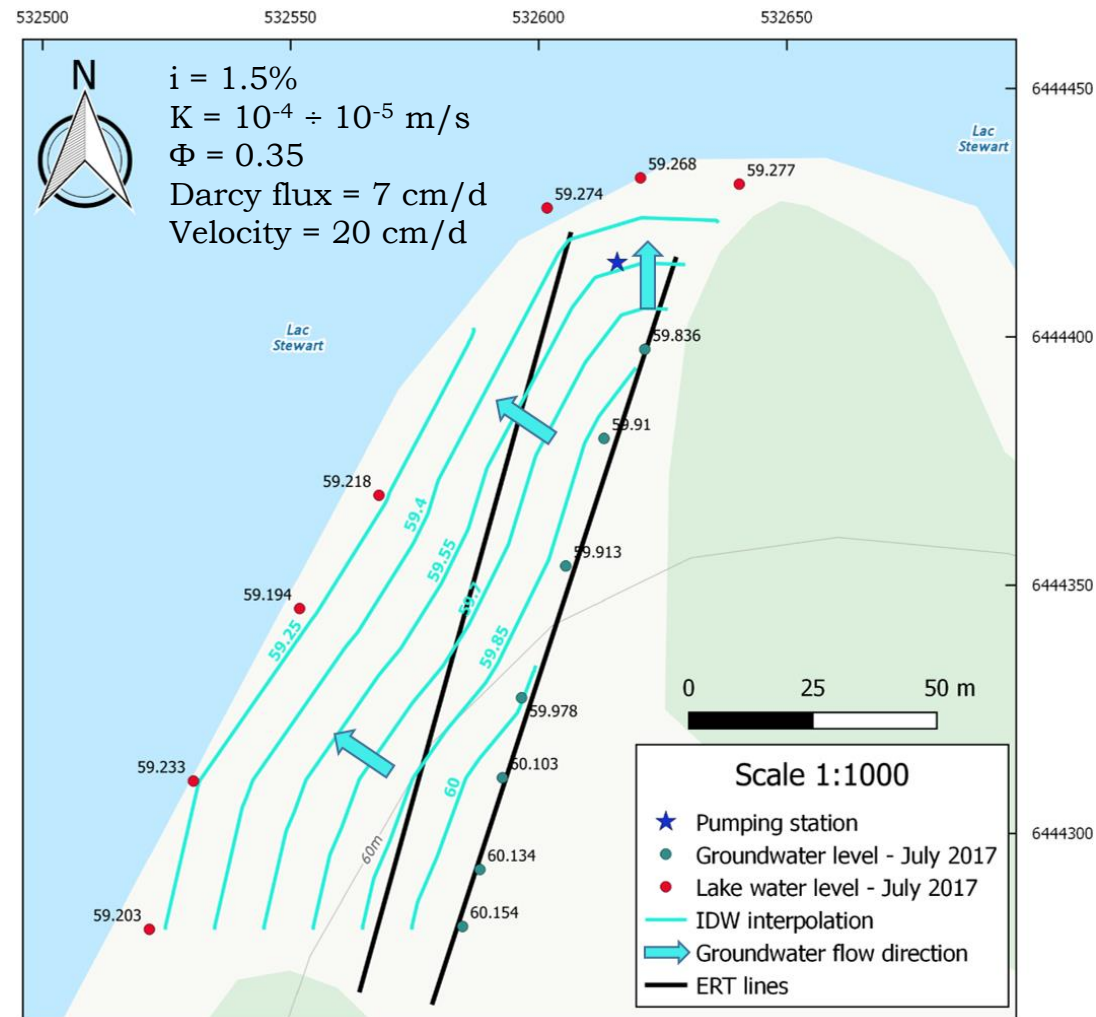 532500
532550
532600
532650
N
i = 1.5%
K = 10⁻⁴ ÷ 10⁻⁵ m/s
Φ = 0.35
Darcy flux = 7 cm/d
Velocity = 20 cm/d
6444450
Lac
Stewart
59.268
59.277
59.274
Lac
Stewart
6444400
59.836
59.91
59.218
59.4
59.55
59.913
59.7
6444350
59.194
59.25
59.85
0 25 50 m
59.978
59.233
60.103
60
60m
60.134
6444300
59.203
60.154
Scale 1:1000
Pumping station
Groundwater level - July 2017
Lake water level - July 2017
IDW interpolation
Groundwater flow direction
ERT lines